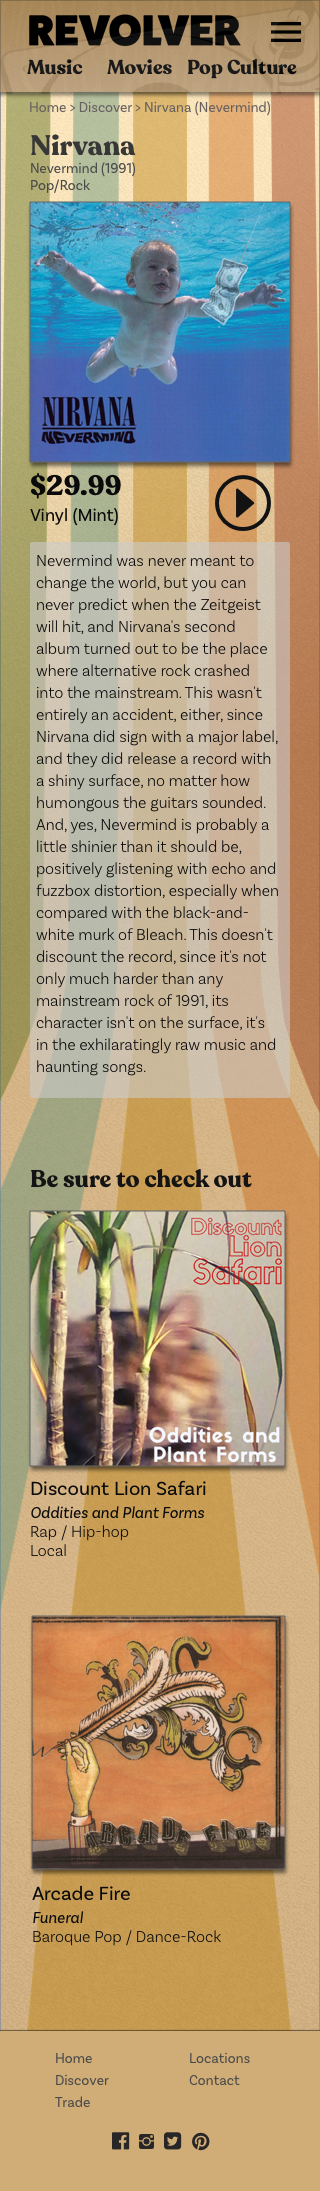 REVOLVER
Music Movies Pop Culture
Home > Discover > Nirvana (Nevermind)
Nirvana
Nevermind (1991)
Pop/Rock
NIRVANA
NEVERMIND
$29.99
Vinyl (Mint)
Nevermind was never meant to
change the world, but you can
never predict when the Zeitgeist
will hit, and Nirvana's second
album turned out to be the place
where alternative rock crashed
into the mainstream. This wasn't
entirely an accident, either, since
Nirvana did sign with a major label,
and they did release a record with
a shiny surface, no matter how
humongous the guitars sounded.
And, yes, Nevermind is probably a
little shinier than it should be,
positively glistening with echo and
fuzzbox distortion, especially when
compared with the black-and-
white murk of Bleach. This doesn't
discount the record, since it's not
only much harder than any
mainstream rock of 1991, its
character isn't on the surface, it's
in the exhilaratingly raw music and
haunting songs.
Be sure to check out
Discount
Lion
Safari
Oddities and
Plant Forms
Discount Lion Safari
Oddities and Plant Forms
Rap / Hip-hop
Local
ARCADE FIRE
Arcade Fire
Funeral
Baroque Pop / Dance-Rock
Home Locations
Discover Contact
Trade